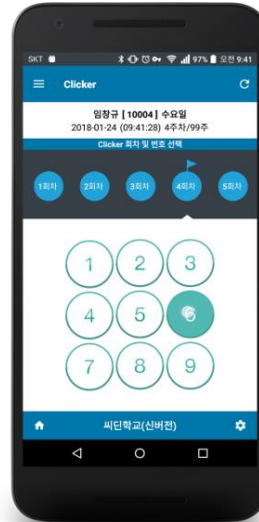 SKT 97% 오전 9:41
Clicker
임창규 [10004] 수요일
2018-01-24 (09:41:28) 4주차/99주
Clicker 회차 및 번호 선택
1회차 2회차 3회차 4회차 5회차
1 2 3
4 5 6
7 8 9
씨딘학교(신버전)